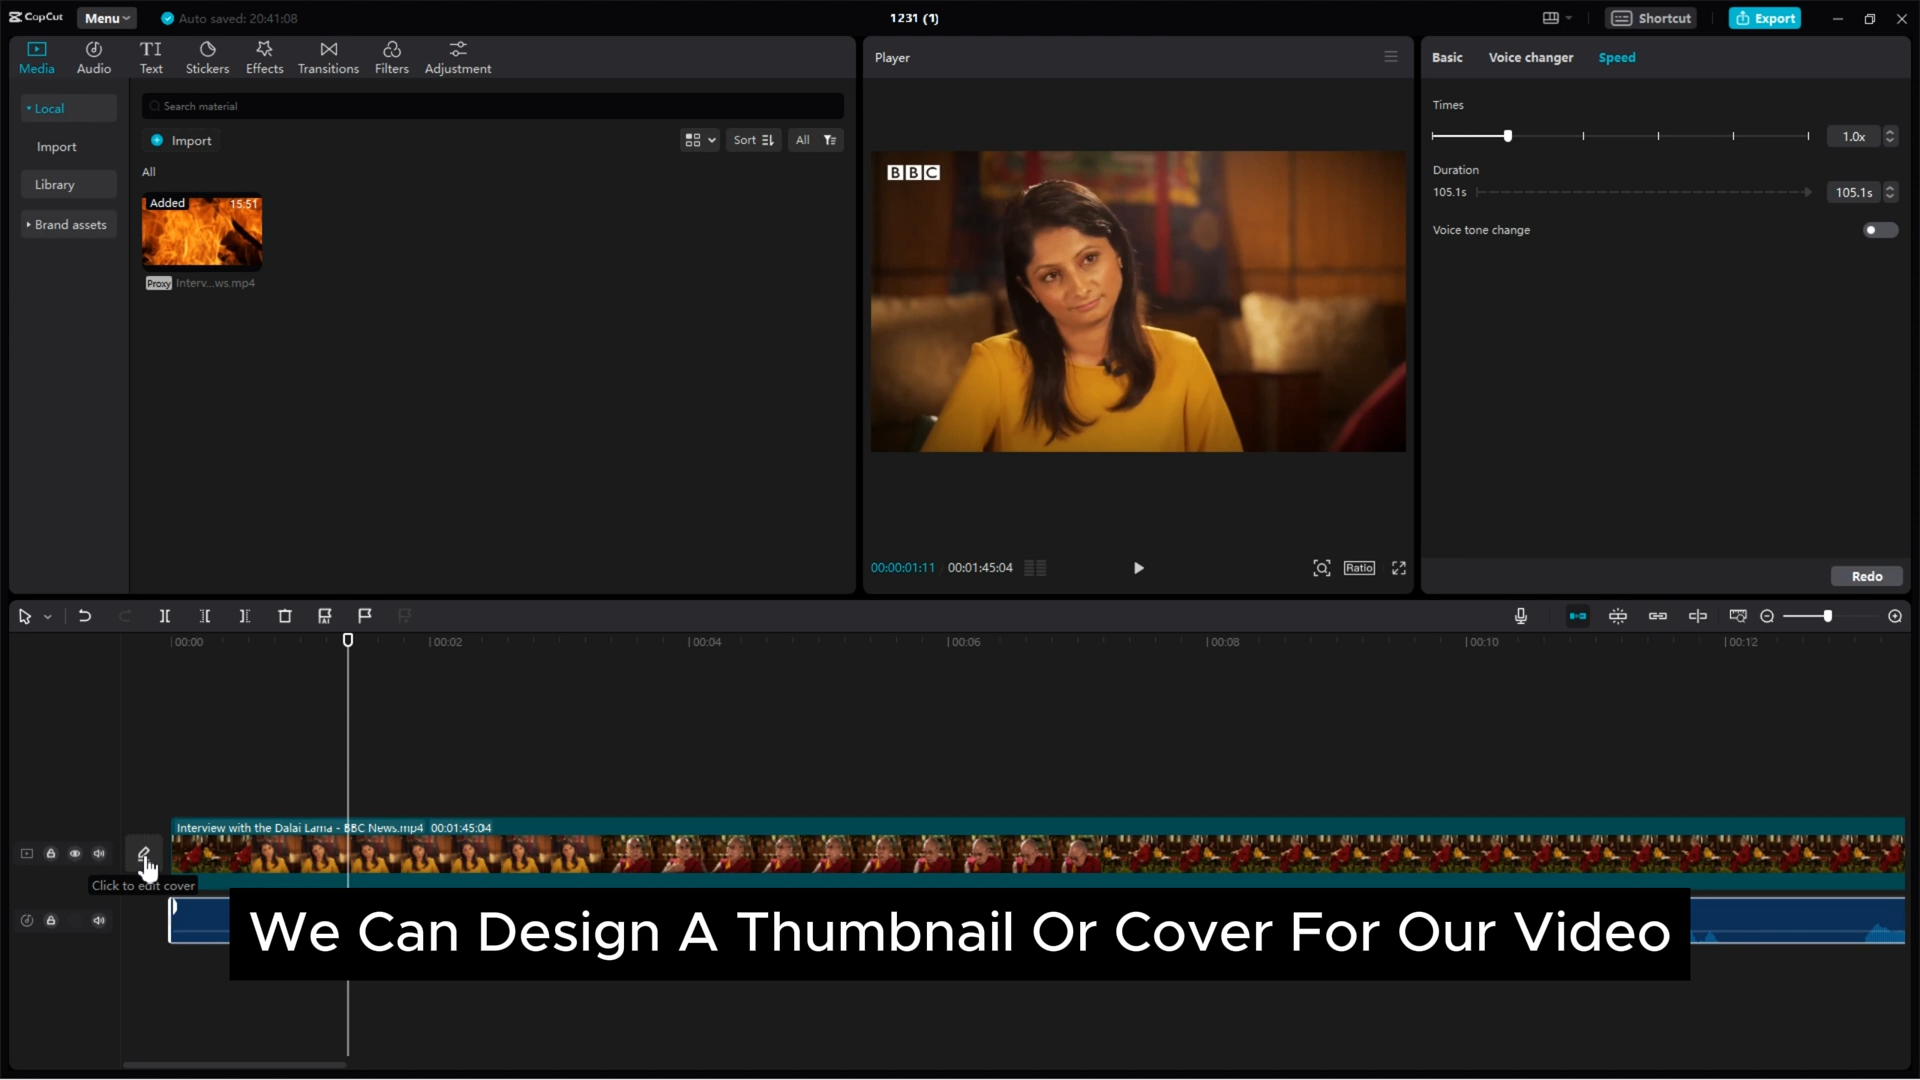 CapCut
Menu
Auto saved: 20:41:08
1231 (1)
Shortcut
Export
Media
Audio
Text
Stickers
Effects
Transitions
Filters
Adjustment
Local
Import
Library
Brand assets
Search material
Import
Sort
All
All
Added
15:51
Proxy
Interv...ws.mp4
Player
BBC
00:00:01:11
00:01:45:04
Ratio
Basic
Voice changer
Speed
Times
1.0x
Duration
105.1s
105.1s
Voice tone change
Redo
00:00
00:02
00:04
00:06
00:08
00:10
00:12
Interview with the Dalai Lama - BBC News.mp4 00:01:45:04
Click to edit cover
We Can Design A Thumbnail Or Cover For Our Video